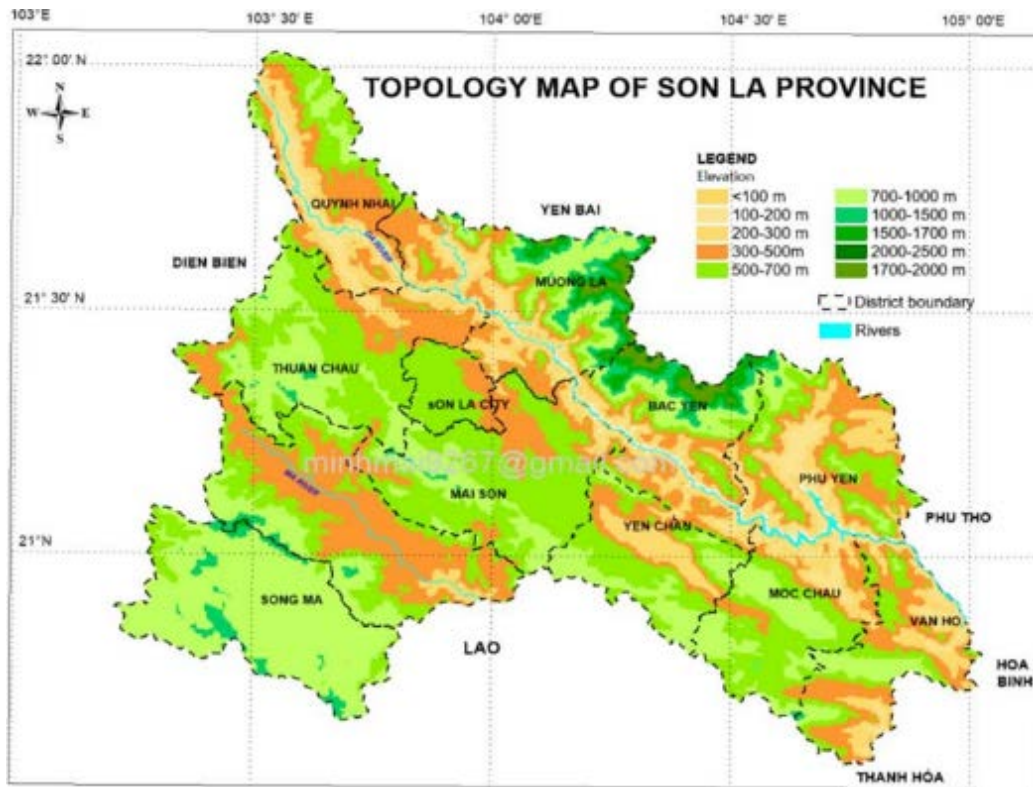 103°E
103° 30' E
104° 00' E
104° 30' E
105° 00'E
22° 00' N
N
W E
S
TOPOLOGY MAP OF SON LA PROVINCE
LEGEND
Elevation
<100 m
100-200 m
200-300 m
300-500m
500-700 m
700-1000 m
1000-1500 m
1500-1700 m
2000-2500 m
1700-2000 m
District boundary
Rivers
QUYNH NHAI
YEN BAI
DIEN BIEN
MUONG LA
21° 30' N
THUAN CHAU
sON LA CITY
BAC YEN
MAI SON
PHU YEN
PHU THO
YEN CHAU
21°N
SONG MA
MOC CHAU
VAN HO
LAO
HOA
BINH
THANH HÓA